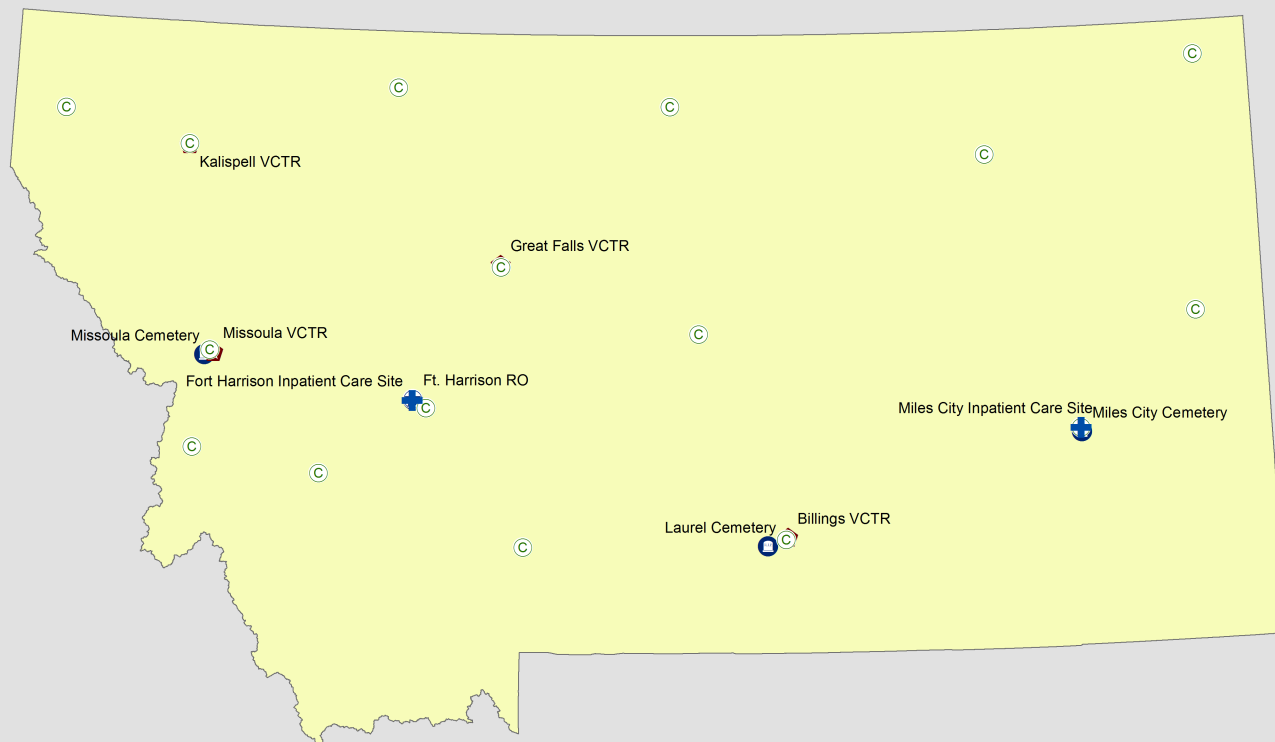 C
C
C
C
C
Kalispell VCTR
C
Great Falls VCTR
C
C
C
Missoula Cemetery
Missoula VCTR
C
Fort Harrison Inpatient Care Site
Ft. Harrison RO
C
Miles City Inpatient Care Site
Miles City Cemetery
C
C
Billings VCTR
Laurel Cemetery
C
C